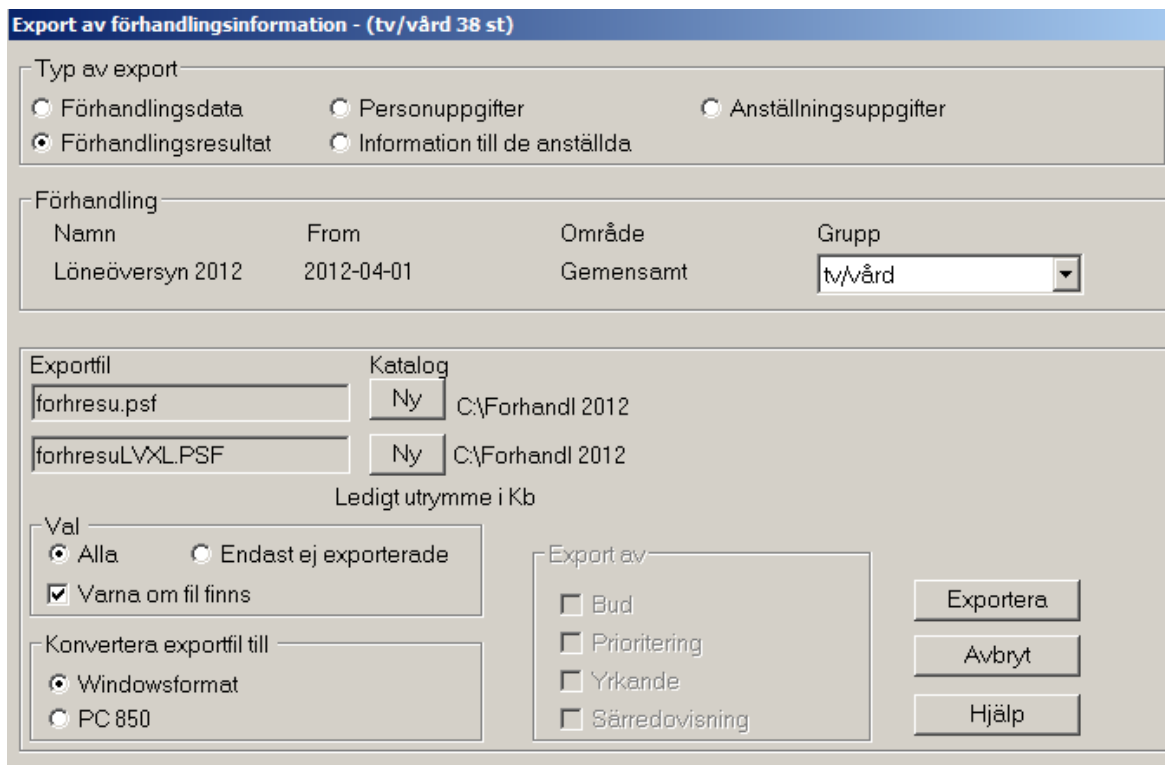 Export av förhandlingsinformation - (tv/vård 38 st)
Typ av export
Förhandlingsdata Personuppgifter Anställningsuppgifter
Förhandlingsresultat Information till de anställda
Förhandling
Namn From Område Grupp
Löneöversyn 2012 2012-04-01 Gemensamt tv/vård
Exportfil Katalog
forhresu.psf Ny C:\Forhandl 2012
forhresuLVXL.PSF Ny C:\Forhandl 2012
Ledigt utrymme i Kb
Val
Alla Endast ej exporterade
Varna om fil finns
Konvertera exportfil till
Windowsformat
PC 850
Export av
Bud
Prioritering
Yrkande
Särredovisning
Exportera
Avbryt
Hjälp